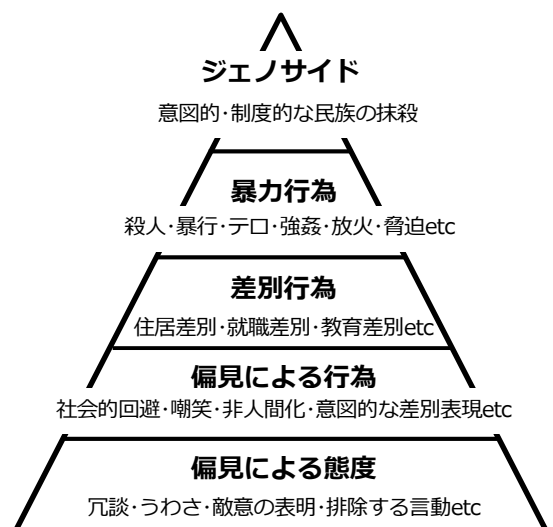 ジェノサイド
意図的･制度的な民族の抹殺
暴力行為
殺人･暴行･テロ･強姦･放火･脅迫etc
差別行為
住居差別･就職差別･教育差別etc
偏見による行為
社会的回避･嘲笑･非人間化･意図的な差別表現etc
偏見による態度
冗談･うわさ･敵意の表明･排除する言動etc